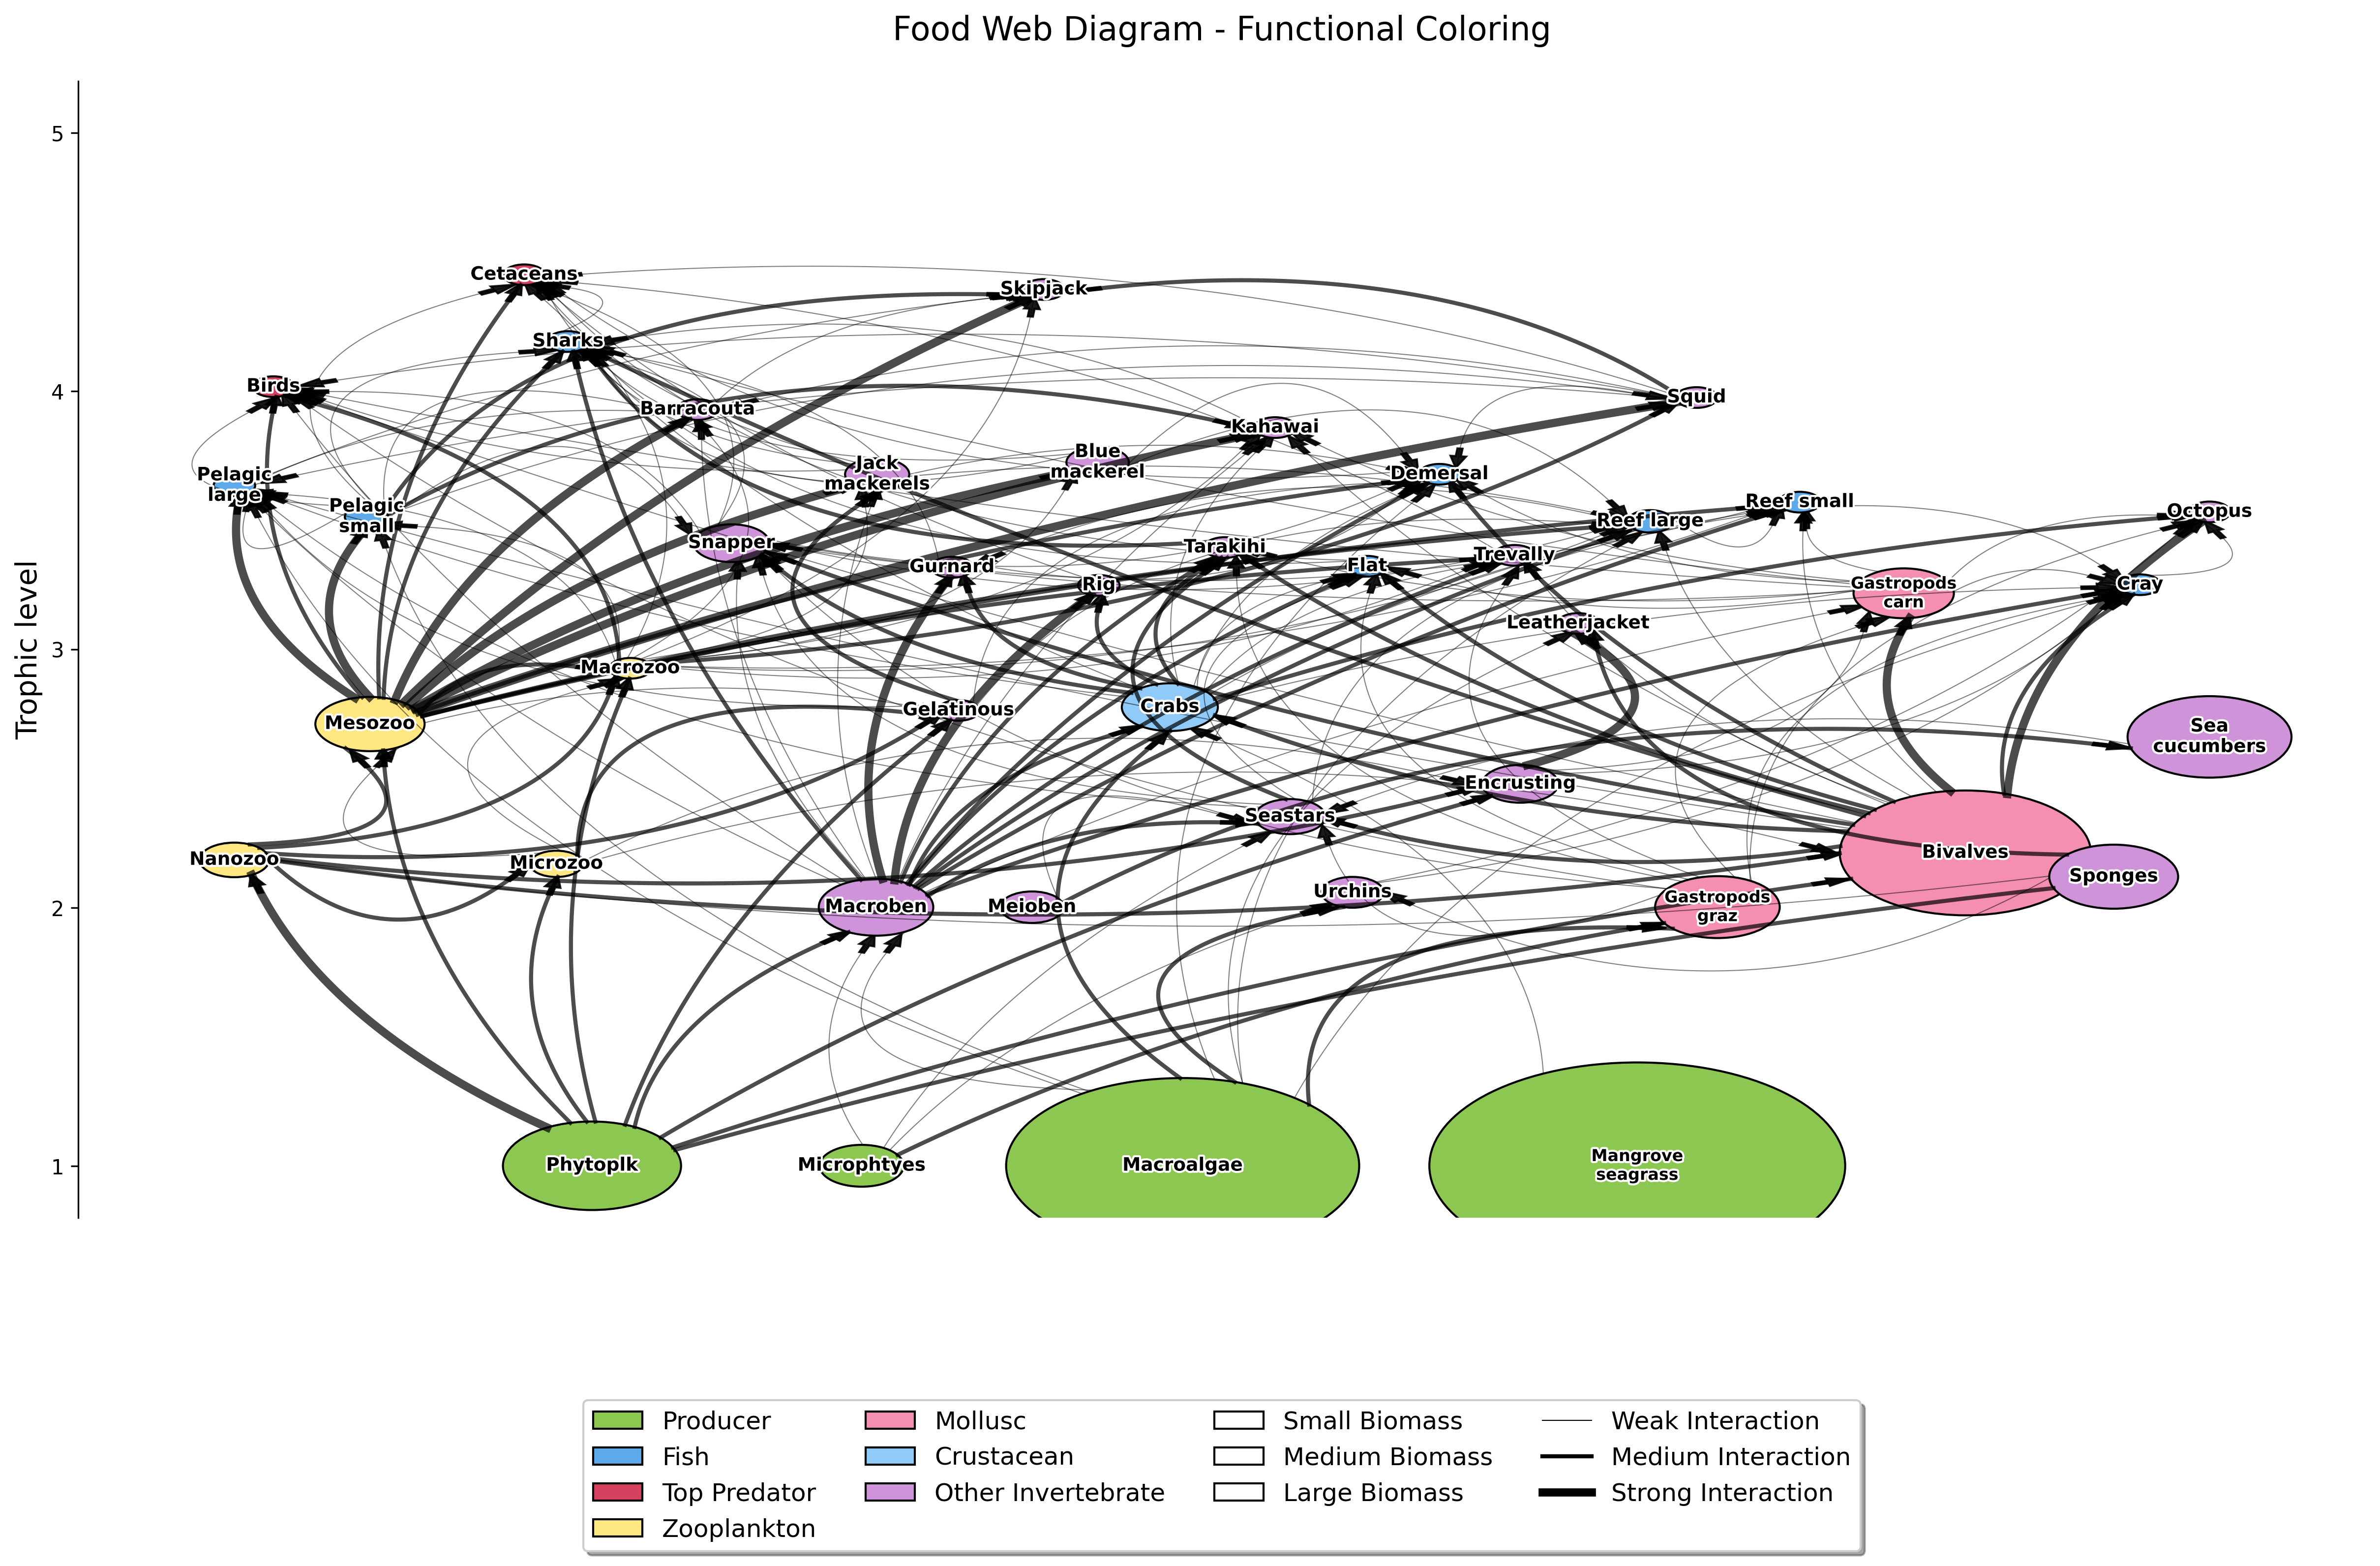 Food Web Diagram - Functional Coloring
Trophic level
5
4
3
2
1
Cetaceans
Skipjack
Sharks
Birds
Barracouta
Squid
Kahawai
Blue
mackerel
Jack
mackerels
Demersal
Pelagic
large
Pelagic
small
Reef small
Reef large
Octopus
Snapper
Tarakihi
Trevally
Gurnard
Flat
Rig
Gastropods
carn
Cray
Leatherjacket
Macrozoo
Mesozoo
Gelatinous
Crabs
Sea
cucumbers
Encrusting
Seastars
Nanozoo
Microzoo
Bivalves
Sponges
Urchins
Macroben
Meioben
Gastropods
graz
Phytoplk
Microphtyes
Macroalgae
Mangrove
seagrass
Producer
Fish
Top Predator
Zooplankton
Mollusc
Crustacean
Other Invertebrate
Small Biomass
Medium Biomass
Large Biomass
Weak Interaction
Medium Interaction
Strong Interaction